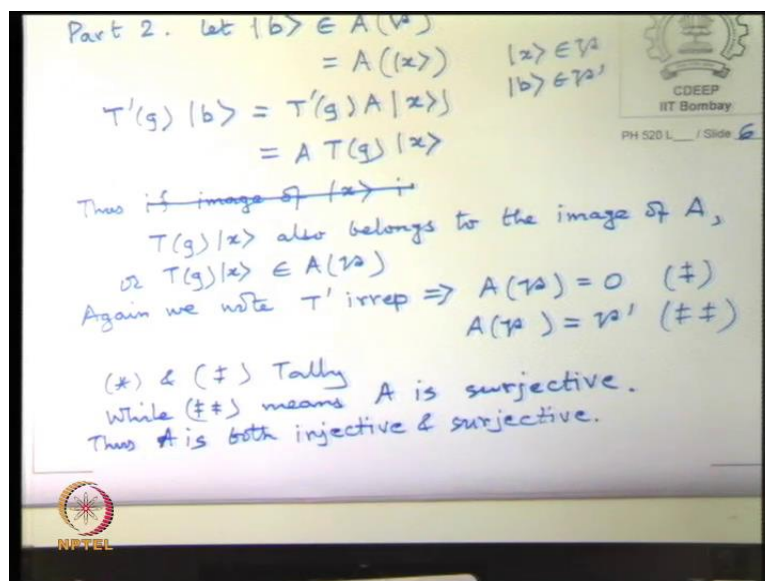 Part 2. Let |b> ∈ A(𝒱)
= A(|x>) |x> ∈ 𝒱
|b> ∈ 𝒱'
T'(g) |b> = T'(g) A |x>)
= A T(g) |x>
Thus if image of |x> i
T(g)|x> also belongs to the image of A,
or T(g)|x> ∈ A(𝒱)
Again we note T' irrep => A(𝒱) = 0 (‡)
A(𝒱) = 𝒱' (‡‡)
(*) & (‡) Tally
While (‡‡) means A is surjective.
Thus A is both injective & surjective.
CDEEP
IIT Bombay
PH 520 L___ / Slide 6
NPTEL